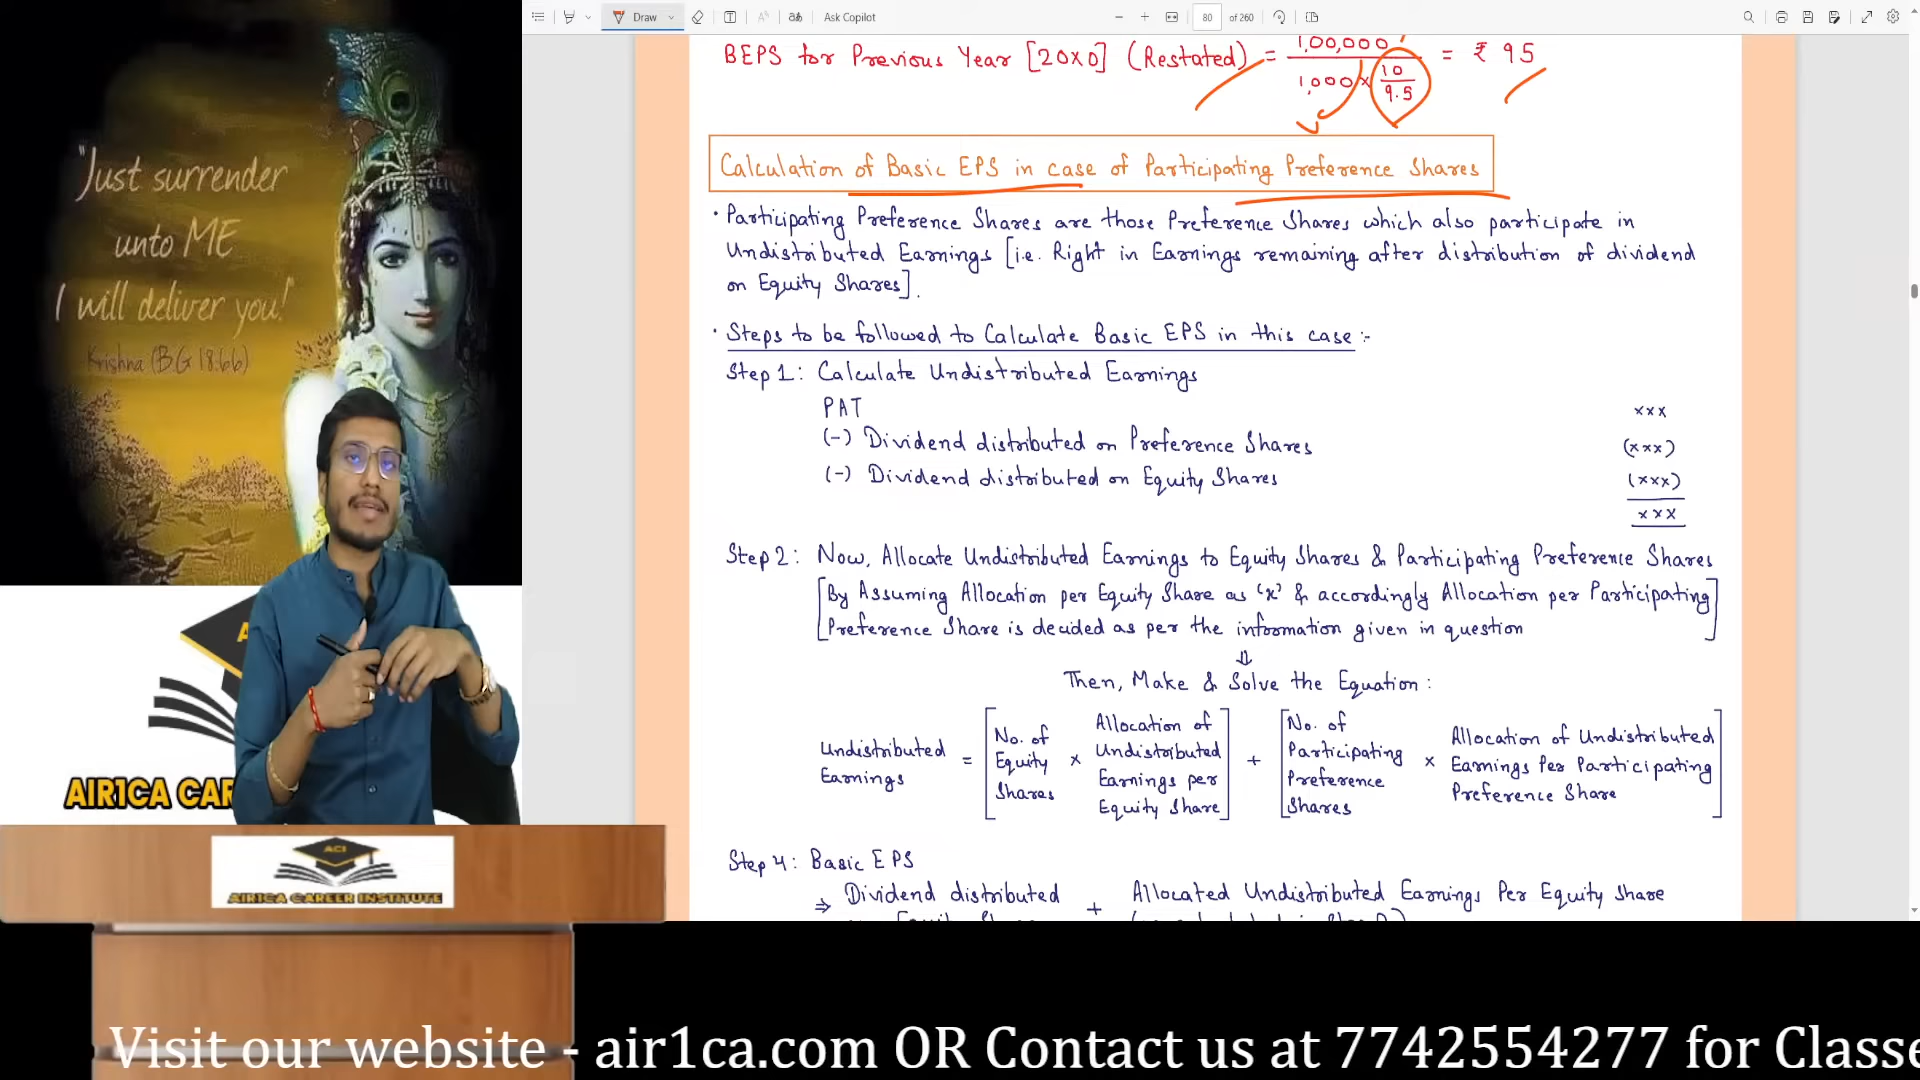 Draw
Ask Copilot
80 of 260
"Just surrender
unto ME
I will deliver you!"
Krishna (B.G 18.66)
BEPS for Previous Year [20X0] (Restated) = 1,00,000 / 1,000 × 10/9.5 = ₹ 95
Calculation of Basic EPS in case of Participating Preference Shares
• Participating Preference Shares are those Preference Shares which also participate in
Undistributed Earnings [i.e. Right in Earnings remaining after distribution of dividend
on Equity Shares].
• Steps to be followed to Calculate Basic EPS in this case :-
Step 1: Calculate Undistributed Earnings
PAT xxx
(-) Dividend distributed on Preference Shares (xxx)
(-) Dividend distributed on Equity Shares (xxx)
xxx
Step 2: Now, Allocate Undistributed Earnings to Equity Shares & Participating Preference Shares
[By Assuming Allocation per Equity Share as 'x' & accordingly Allocation per Participating
Preference Share is decided as per the information given in question]
⇓
Then, Make & Solve the Equation:
Undistributed Earnings = [No. of Equity Shares × Allocation of Undistributed Earnings per Equity Share] + [No. of Participating Preference Shares × Allocation of Undistributed Earnings Per Participating Preference Share]
Step 4: Basic EPS
⇒ Dividend distributed + Allocated Undistributed Earnings Per Equity Share
AIR1CA CAR
ACI
AIR1CA CAREER INSTITUTE
Visit our website - air1ca.com OR Contact us at 7742554277 for Classe